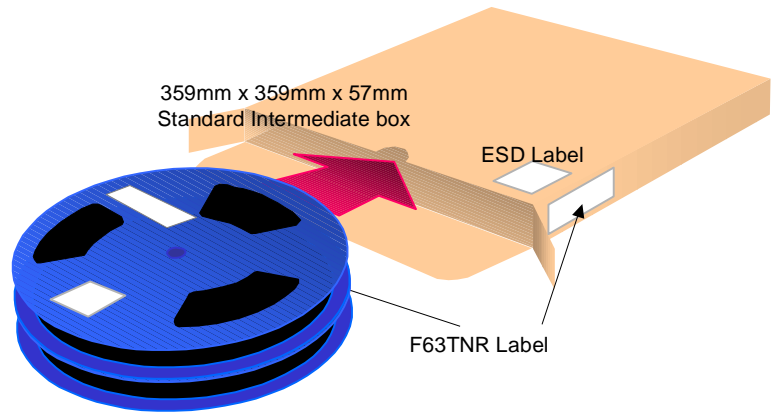 359mm x 359mm x 57mm
Standard Intermediate box
ESD Label
F63TNR Label